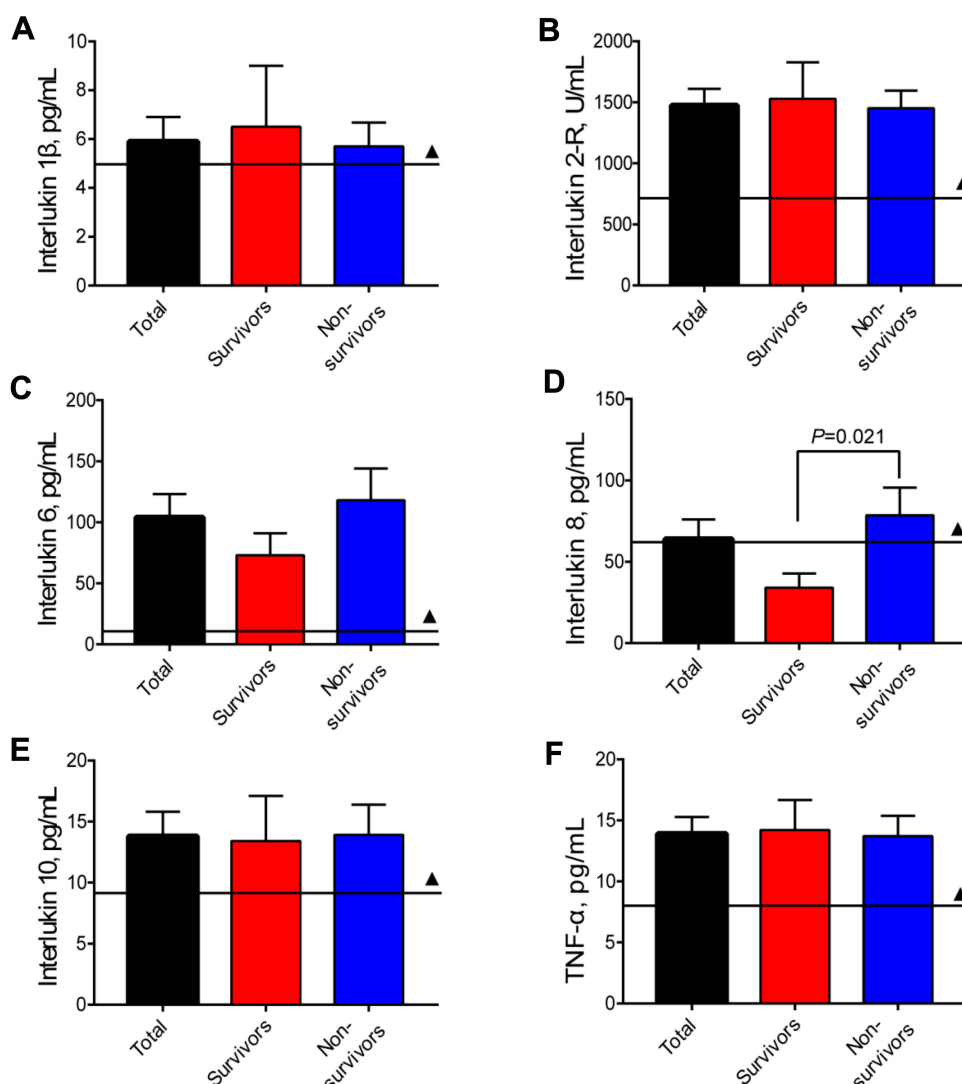 A
Interlukin 1β, pg/mL
10
8
6
4
2
0
▲
Total
Survivors
Non-
survivors
B
Interlukin 2-R, U/mL
2000
1500
1000
500
0
▲
Total
Survivors
Non-
survivors
C
Interlukin 6, pg/mL
200
150
100
50
0
▲
Total
Survivors
Non-
survivors
D
Interlukin 8, pg/mL
150
100
50
0
P=0.021
▲
Total
Survivors
Non-
survivors
E
Interlukin 10, pg/mL
20
15
10
5
0
▲
Total
Survivors
Non-
survivors
F
TNF-α, pg/mL
20
15
10
5
0
▲
Total
Survivors
Non-
survivors